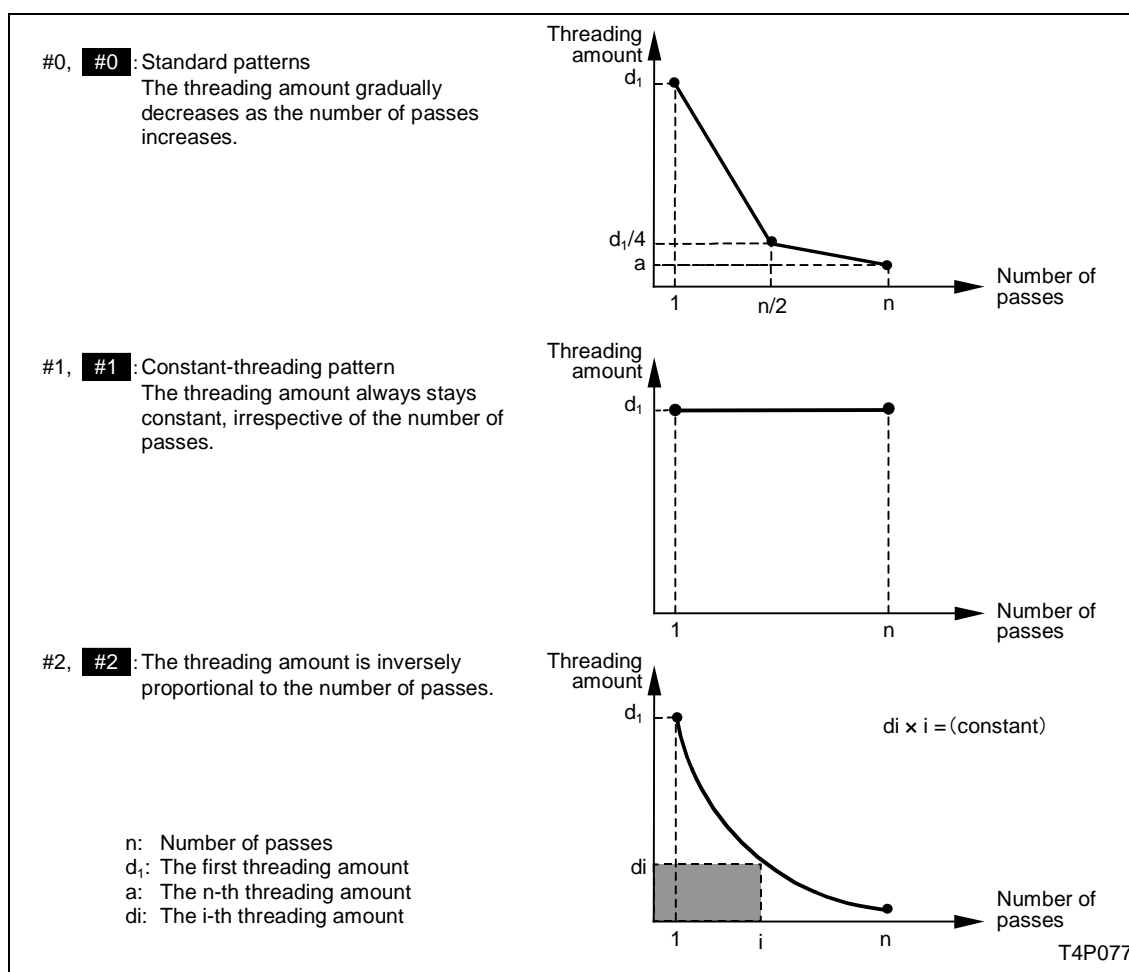 #0, #0 : Standard patterns
The threading amount gradually
decreases as the number of passes
increases.
Threading
amount
d₁
d₁/4
a
1
n/2
n
Number of
passes
#1, #1 : Constant-threading pattern
The threading amount always stays
constant, irrespective of the number of
passes.
Threading
amount
d₁
1
n
Number of
passes
#2, #2 : The threading amount is inversely
proportional to the number of passes.
Threading
amount
d₁
di × i = (constant)
di
1
i
n
Number of
passes
n: Number of passes
d₁: The first threading amount
a: The n-th threading amount
di: The i-th threading amount
T4P077